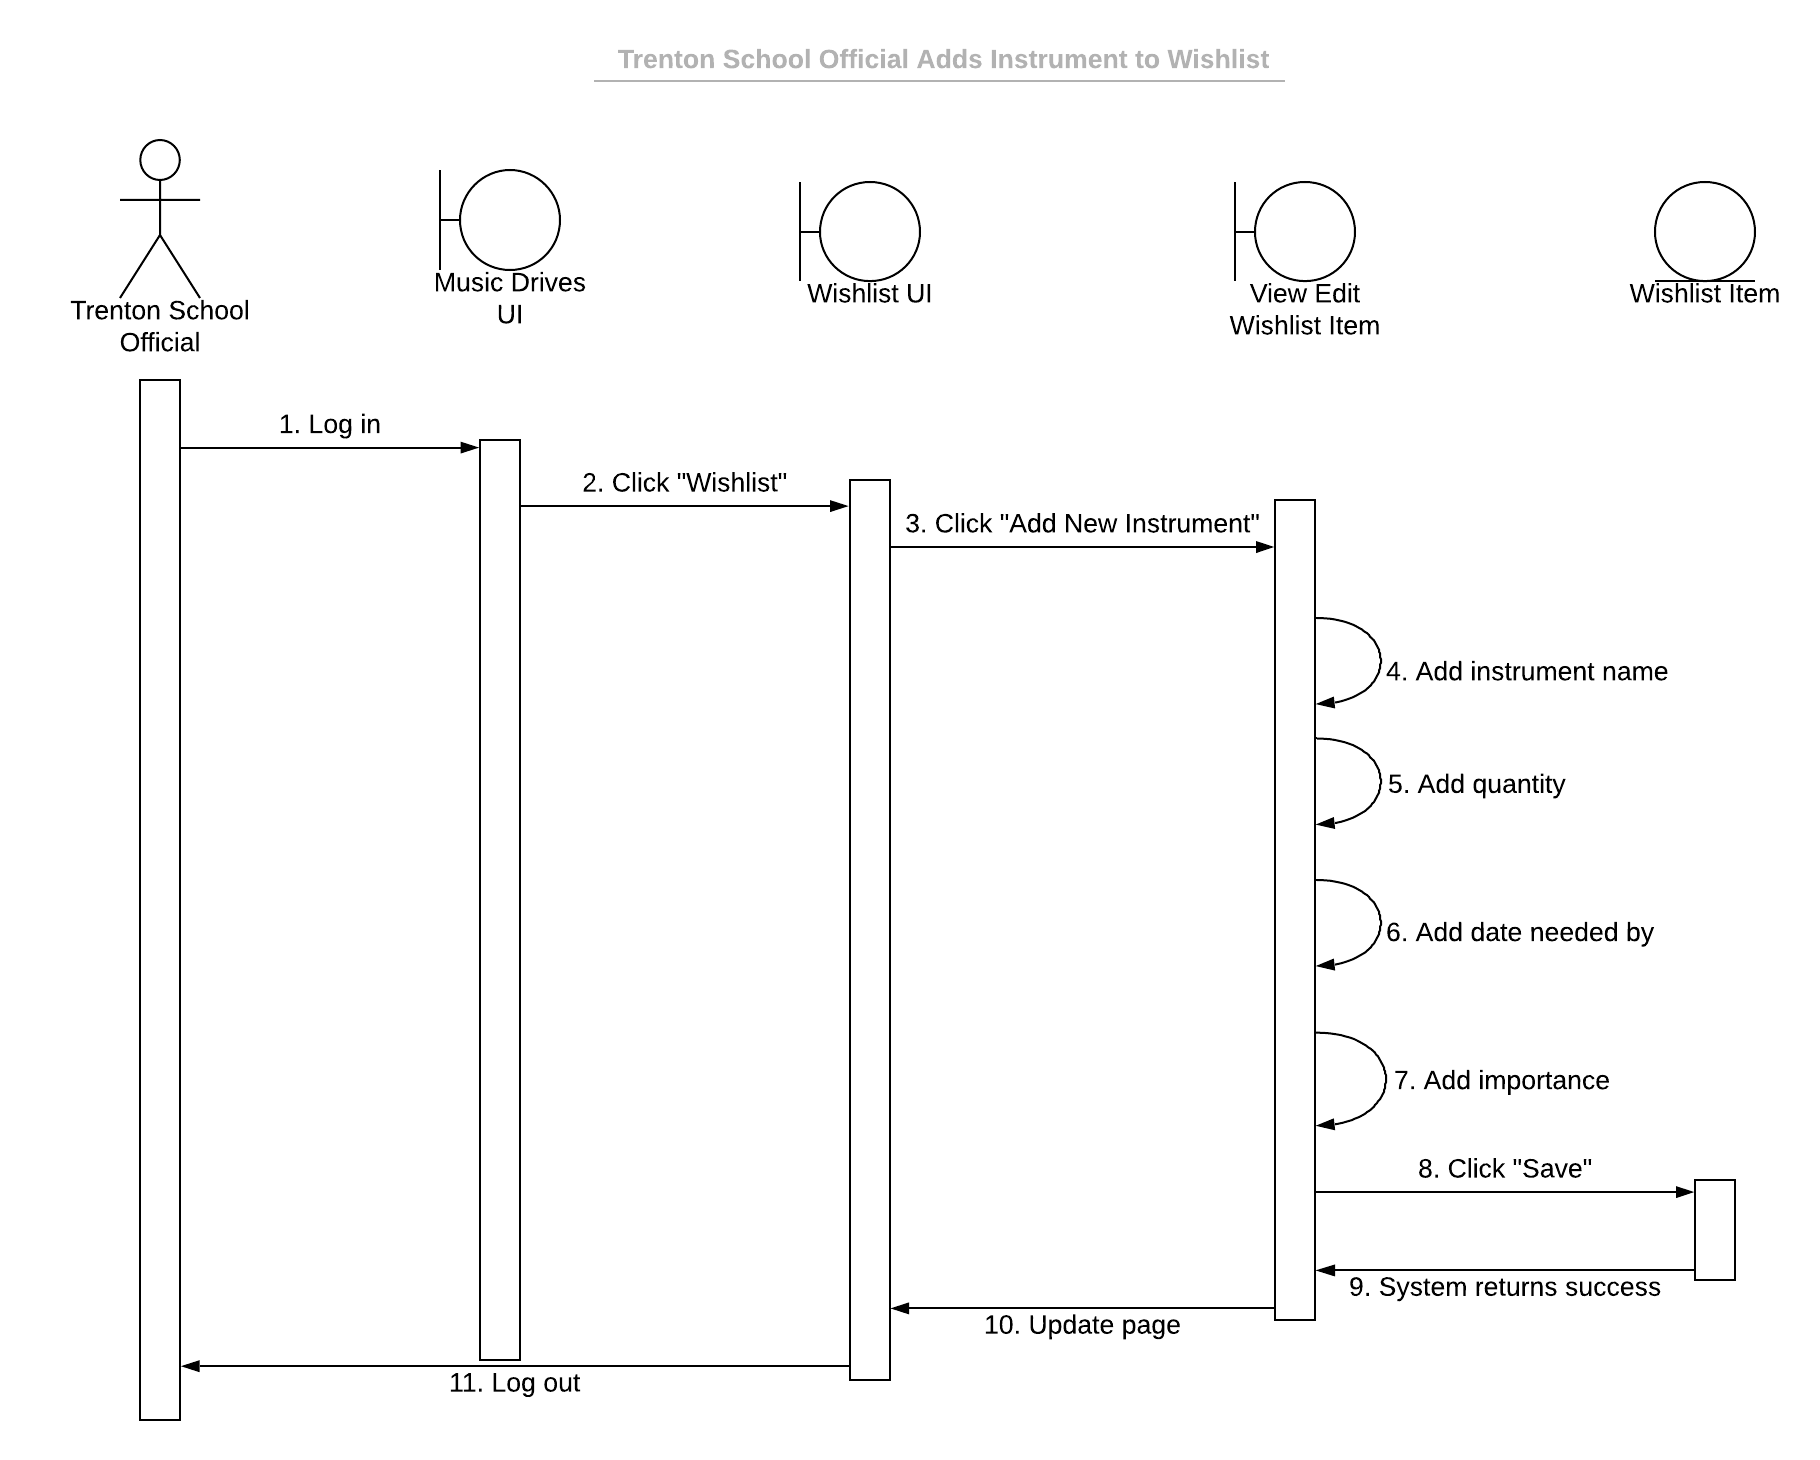 Trenton School Official Adds Instrument to Wishlist
Trenton School
Official
Music Drives
UI
Wishlist UI
View Edit
Wishlist Item
Wishlist Item
1. Log in
2. Click "Wishlist"
3. Click "Add New Instrument"
4. Add instrument name
5. Add quantity
6. Add date needed by
7. Add importance
8. Click "Save"
9. System returns success
10. Update page
11. Log out